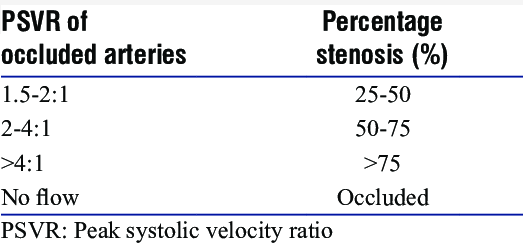 PSVR of Percentage
occluded arteries stenosis (%)
1.5-2:1 25-50
2-4:1 50-75
>4:1 >75
No flow Occluded
PSVR: Peak systolic velocity ratio